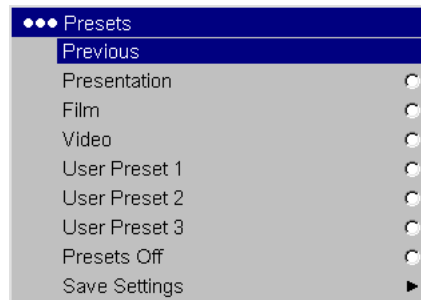 Presets
Previous
Presentation
Film
Video
User Preset 1
User Preset 2
User Preset 3
Presets Off
Save Settings